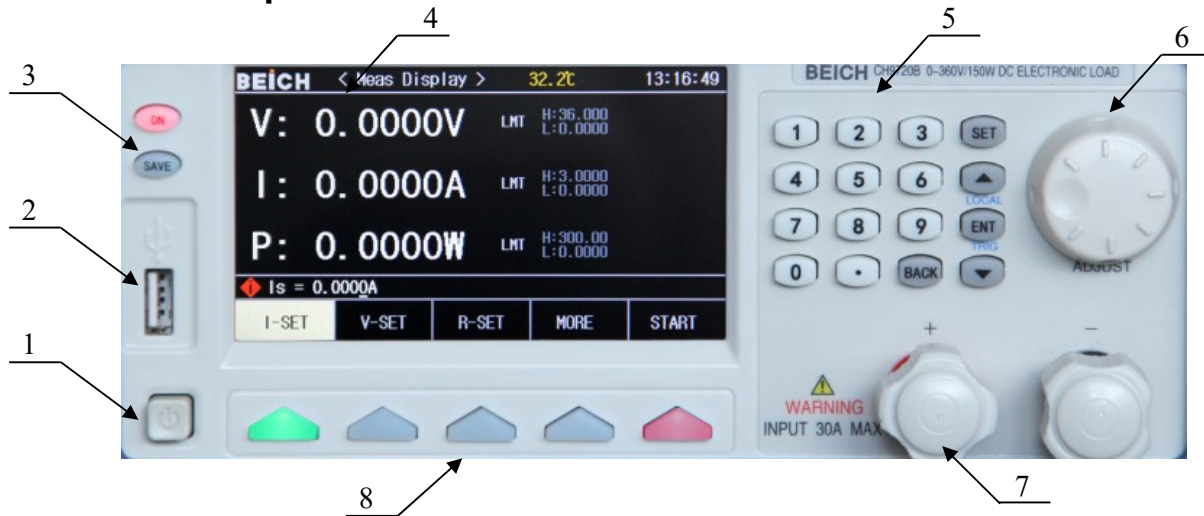 4
5
6
3
2
1
8
7
BEICH < Meas Display > 32.2℃ 13:16:49
V: 0.0000V LMT H:36.000
L:0.0000
I: 0.0000A LMT H:3.0000
L:0.0000
P: 0.0000W LMT H:300.00
L:0.0000
Is = 0.0000A
I-SET V-SET R-SET MORE START
ON
SAVE
BEICH CH9720B 0-360V/150W DC ELECTRONIC LOAD
1 2 3 SET
4 5 6
LOCAL
7 8 9 ENT
TRIG
0 . BACK
ADJUST
+ −
WARNING
INPUT 30A MAX